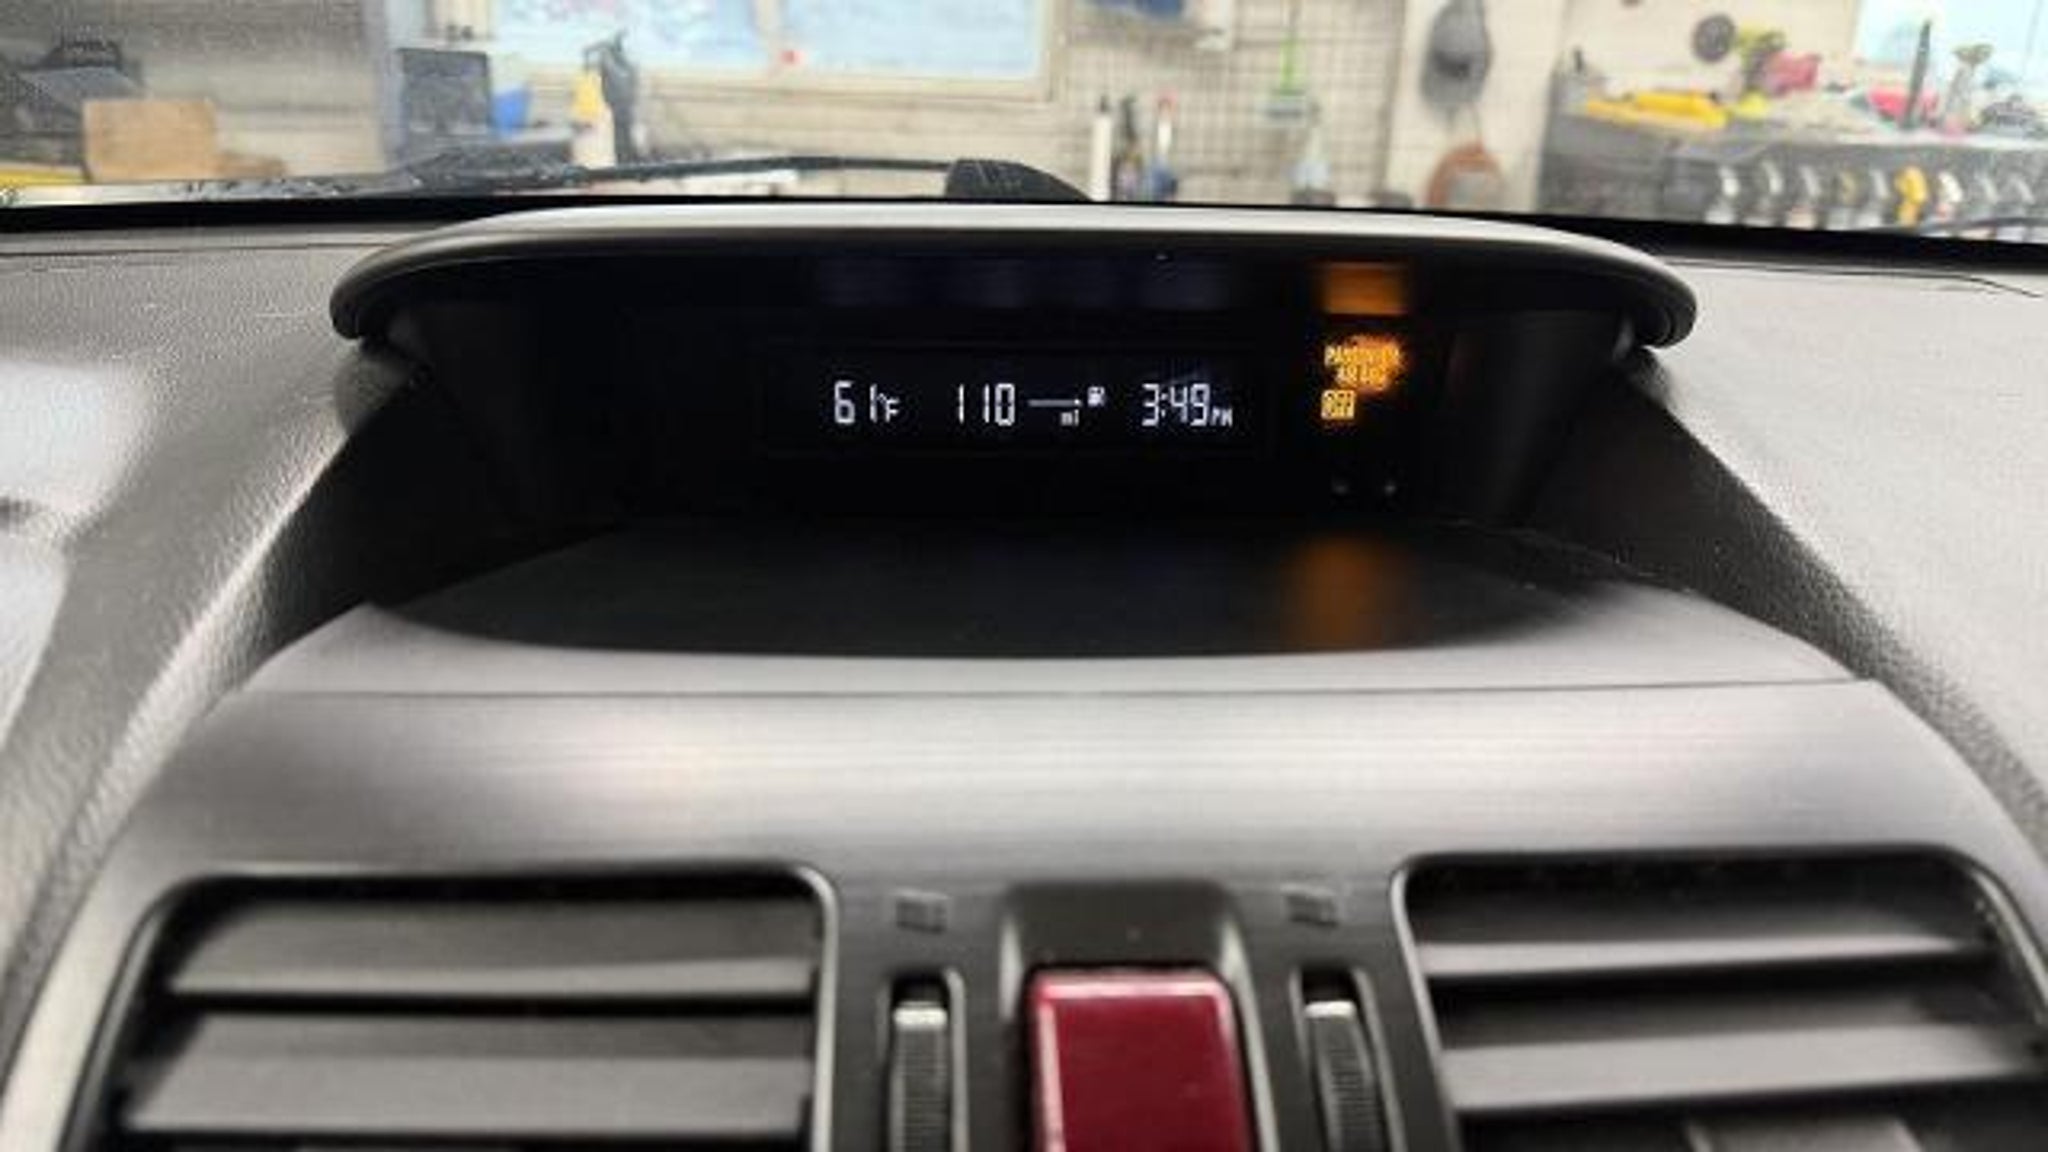 61°F 110 mi 3:49PM
PASSENGER
AIR BAG
OFF